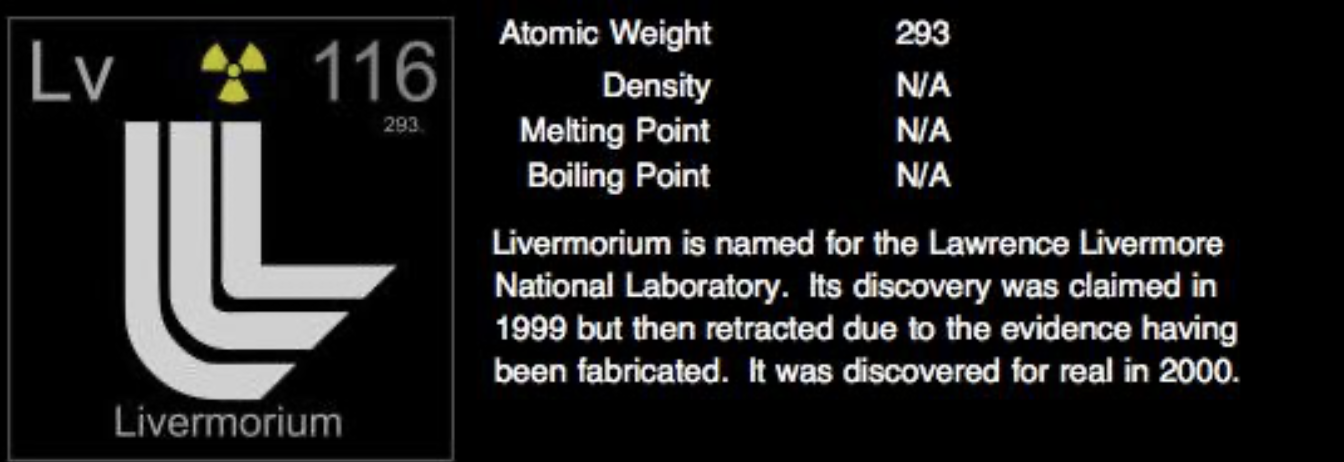 Lv 116
293.
Livermorium
Atomic Weight 293
Density N/A
Melting Point N/A
Boiling Point N/A
Livermorium is named for the Lawrence Livermore
National Laboratory.  Its discovery was claimed in
1999 but then retracted due to the evidence having
been fabricated.  It was discovered for real in 2000.